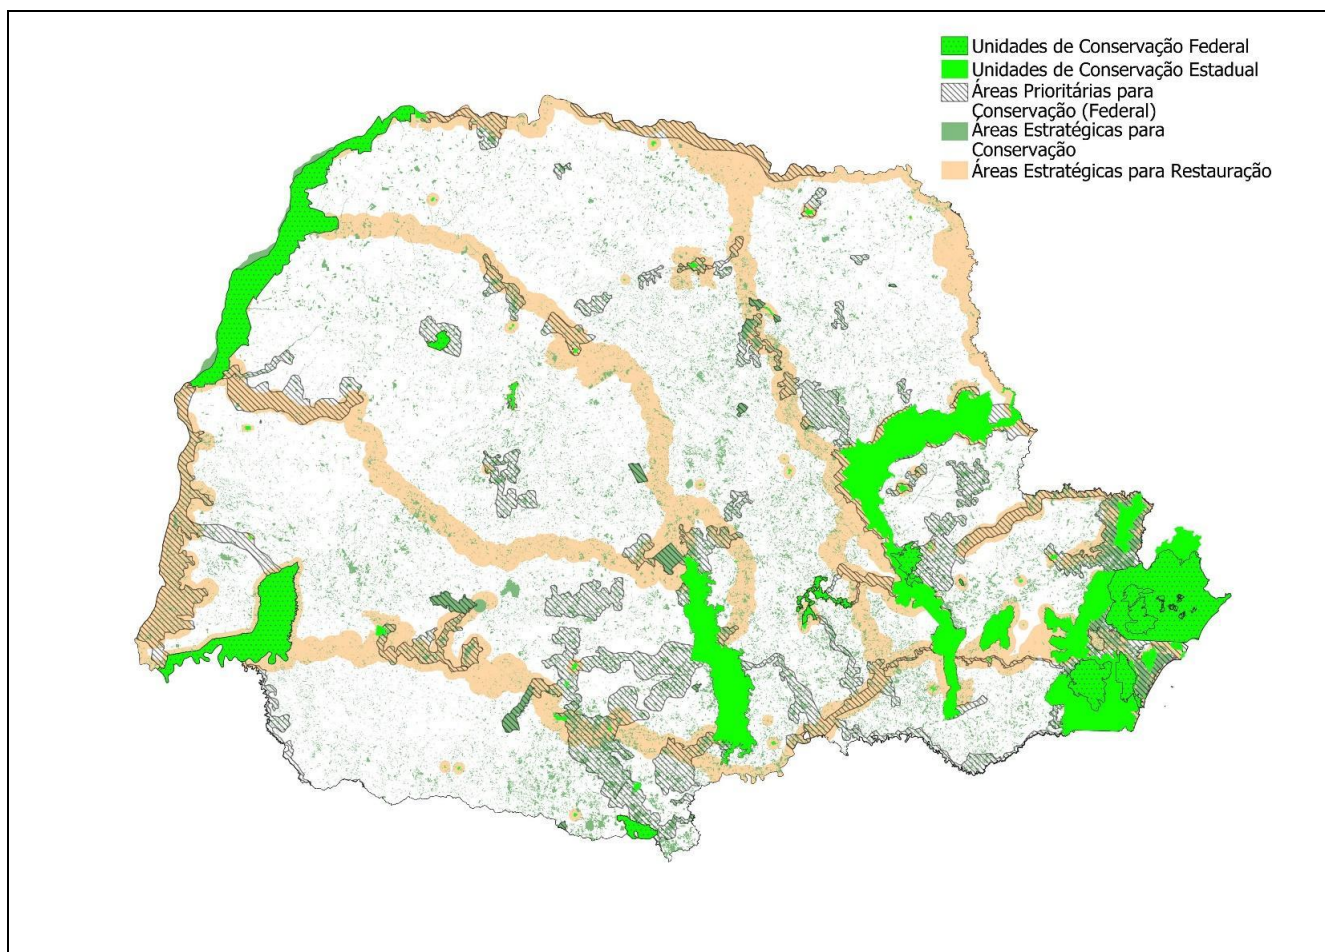 Unidades de Conservação Federal
Unidades de Conservação Estadual
Áreas Prioritárias para
Conservação (Federal)
Áreas Estratégicas para
Conservação
Áreas Estratégicas para Restauração